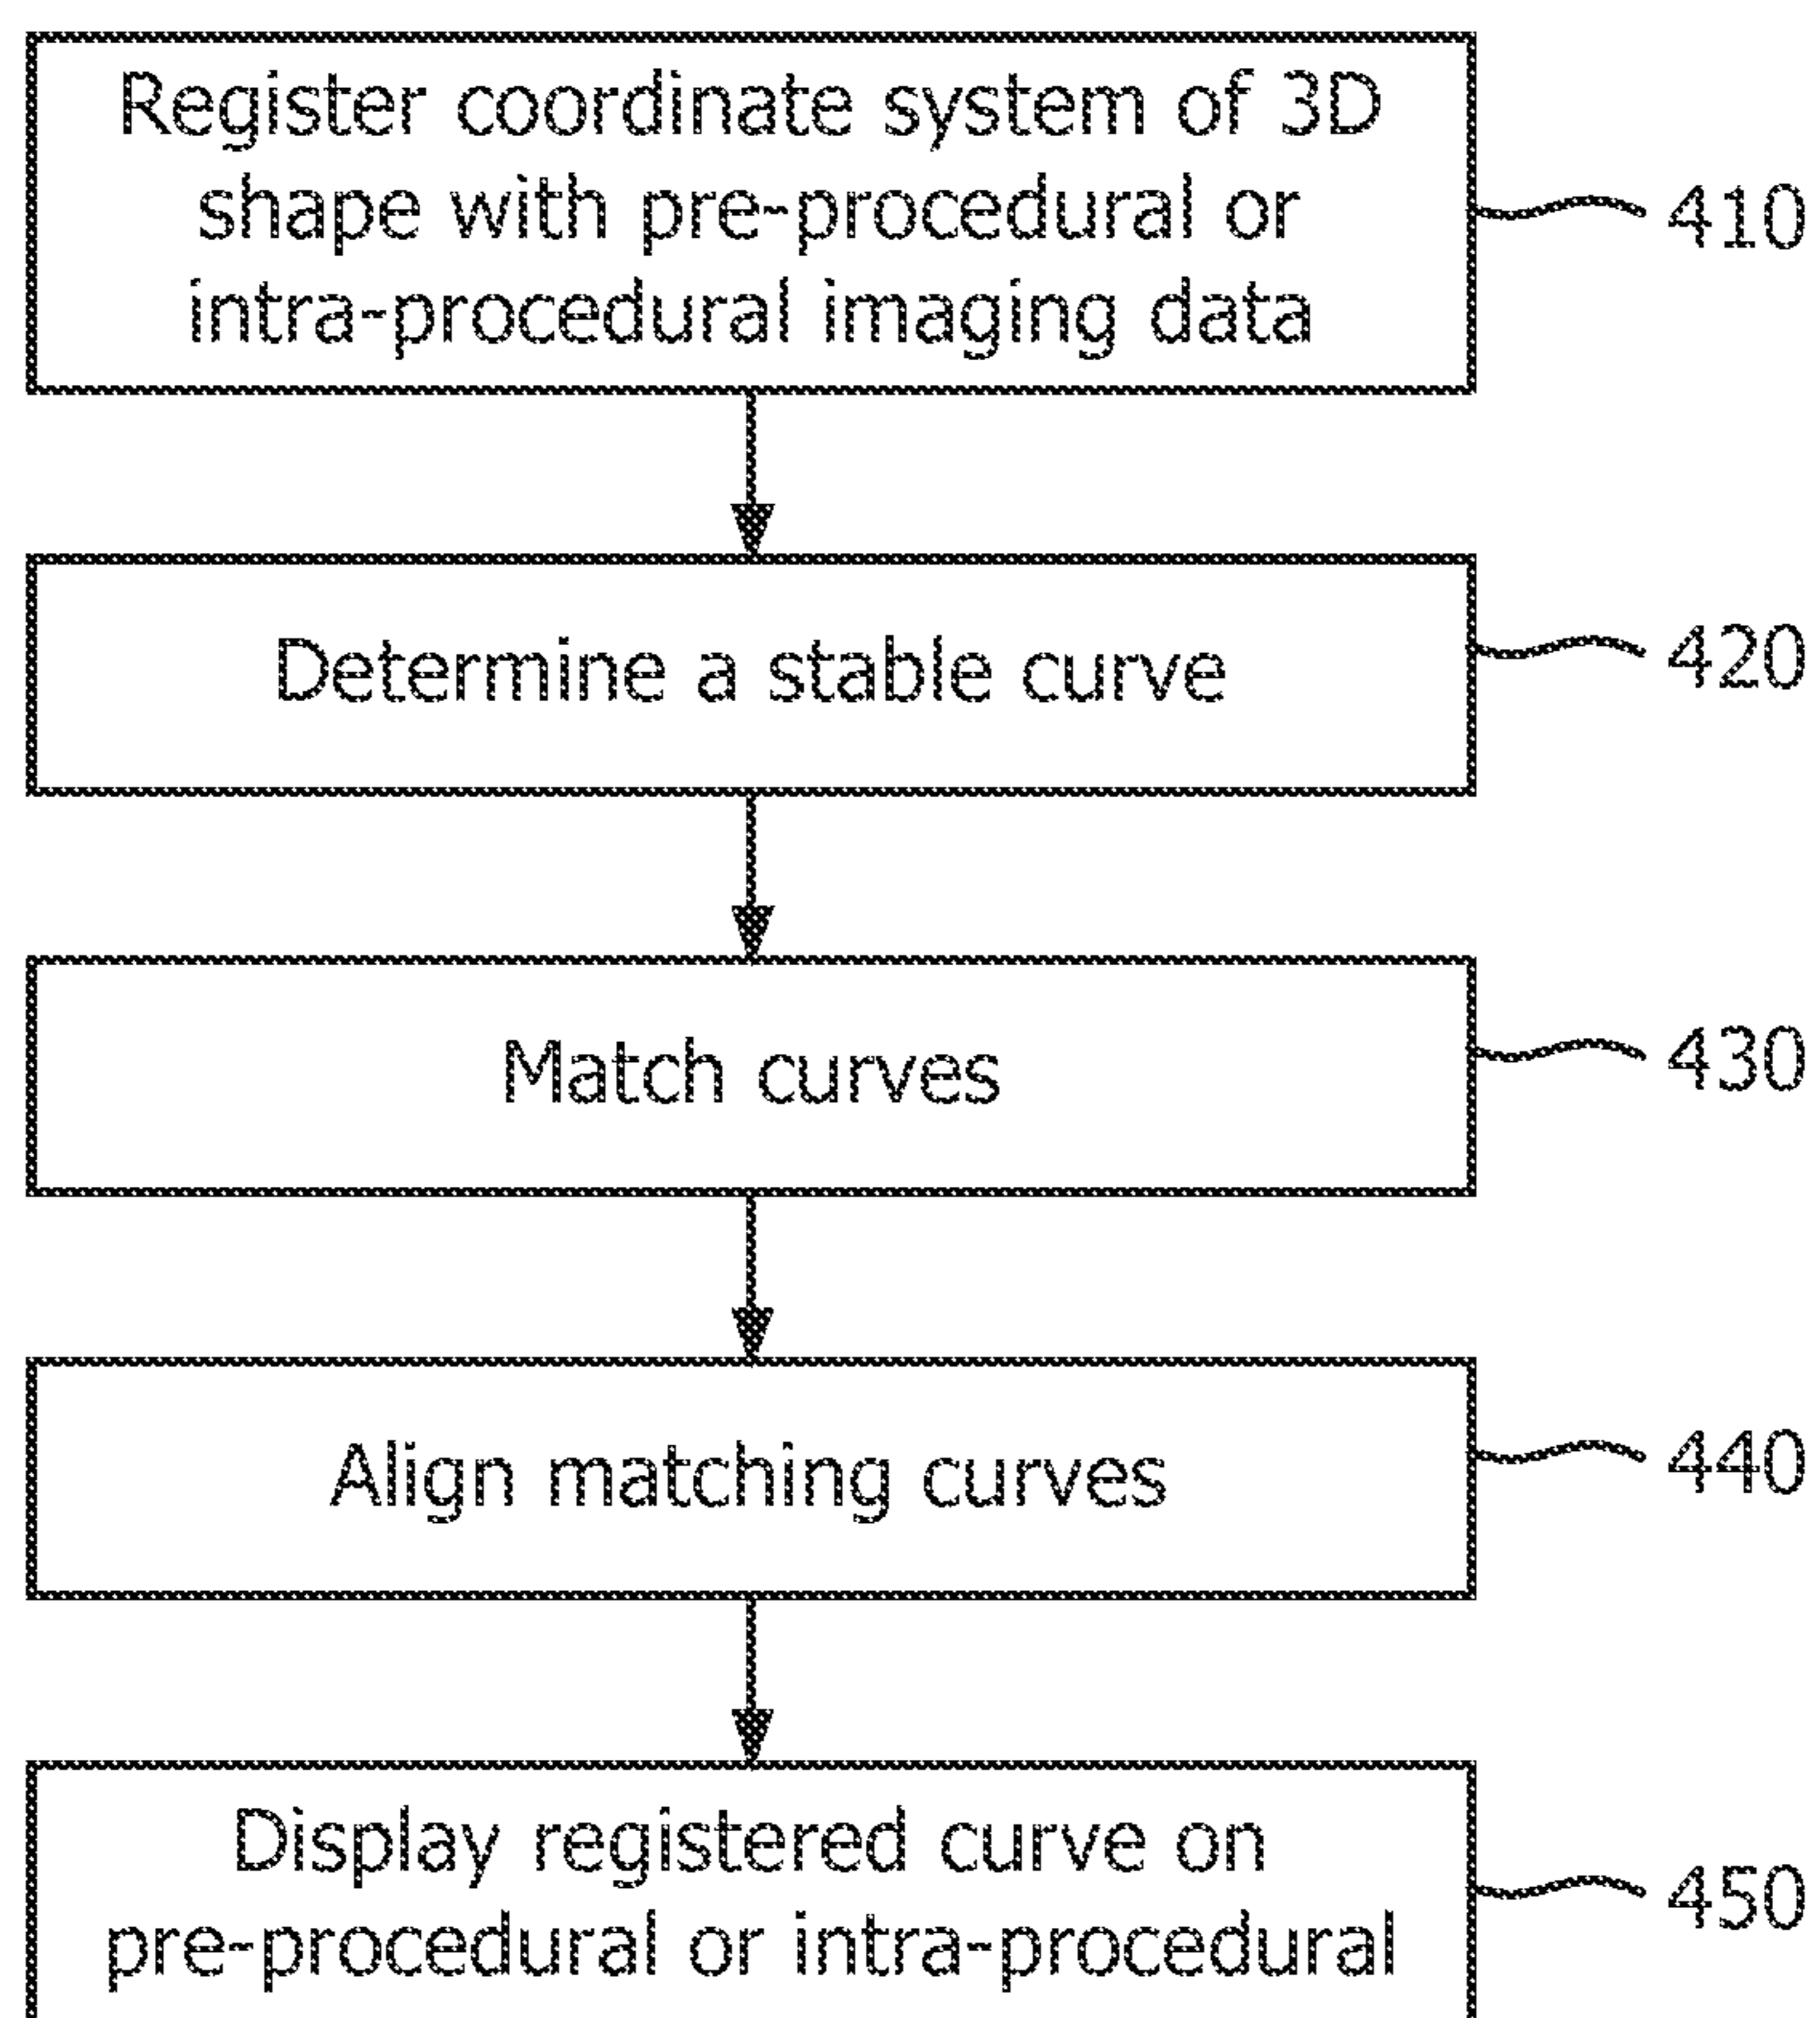 Register coordinate system of 3D
shape with pre-procedural or
intra-procedural imaging data
410
Determine a stable curve
420
Match curves
430
Align matching curves
440
Display registered curve on
pre-procedural or intra-procedural
450